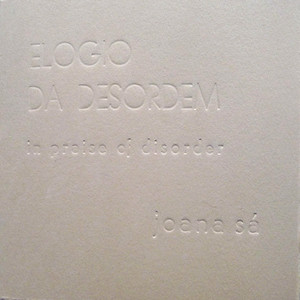 ELOGIO
DA DESORDEM
in praise of disorder
joana sá